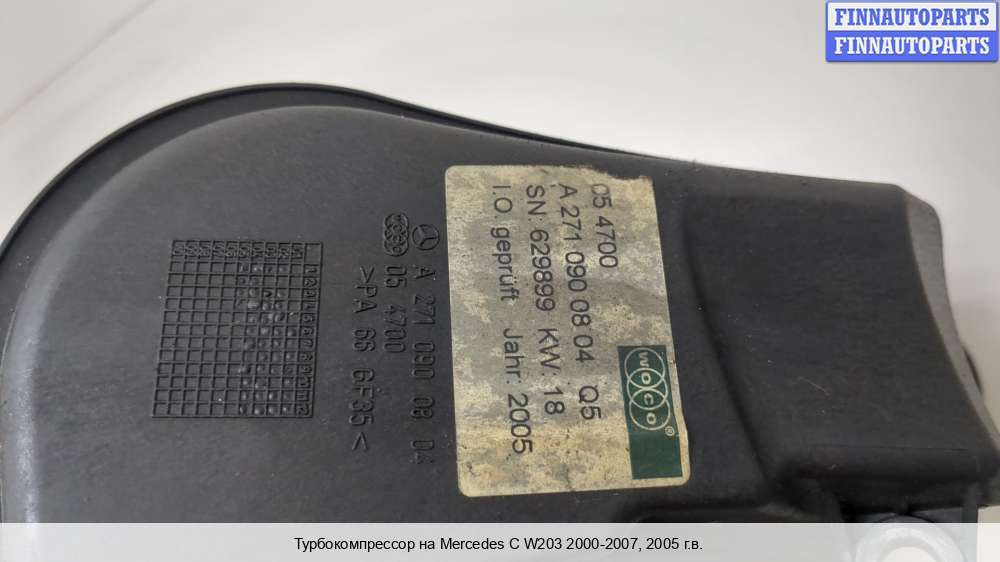 FINNAUTOPARTS
FINNAUTOPARTS
05 4700
A 271 090 08 04 Q5
SN: 629899 KW: 18
I.O. geprüft Jahr: 2005
woco®
A 271 090 08 04
05 4700
>PA 66 GF35<
Турбокомпрессор на Mercedes C W203 2000-2007, 2005 г.в.